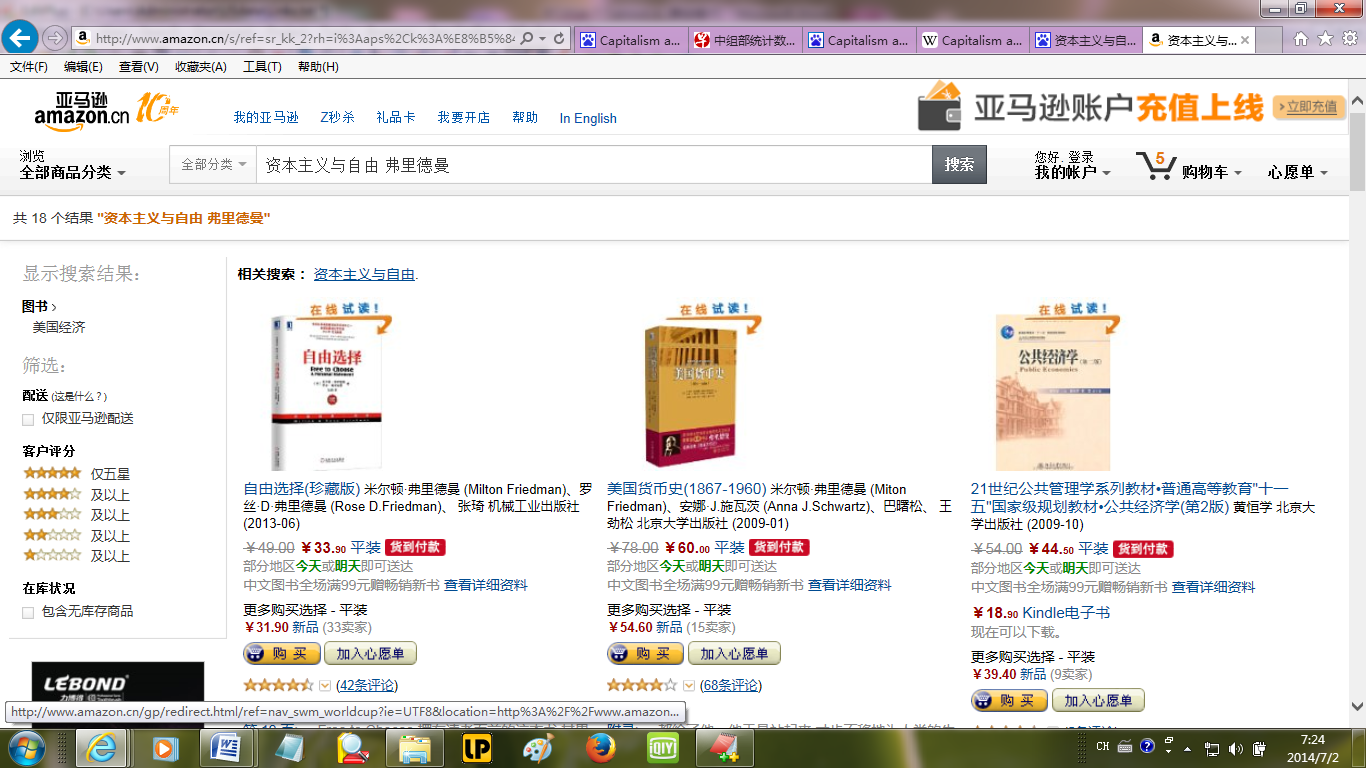 http://www.amazon.cn/s/ref=sr_kk_2?rh=i%3Aaps%2Ck%3A%E8%B5%84
Capitalism a...
中组部统计数...
Capitalism a...
Capitalism a...
资本主义与自...
资本主义与...
文件(F) 编辑(E) 查看(V) 收藏夹(A) 工具(T) 帮助(H)
亚马逊
amazon.cn
10周年
我的亚马逊 Z秒杀 礼品卡 我要开店 帮助 In English
亚马逊账户充值上线
立即充值
浏览
全部商品分类
全部分类
资本主义与自由 弗里德曼
搜索
您好. 登录
我的帐户
5
购物车
心愿单
共 18 个结果 "资本主义与自由 弗里德曼"
显示搜索结果:
图书 ›
美国经济
筛选:
配送 (这是什么?)
仅限亚马逊配送
客户评分
仅五星
及以上
及以上
及以上
及以上
在库状况
包含无库存商品
LEBOND
力博得
相关搜索： 资本主义与自由.
在线试读!
自由选择
Free to Choose
自由选择(珍藏版) 米尔顿·弗里德曼 (Milton Friedman)、罗
丝·D·弗里德曼 (Rose D.Friedman)、 张琦 机械工业出版社
(2013-06)
￥49.00 ￥33.90 平装 货到付款
部分地区今天或明天即可送达
中文图书全场满99元赠畅销新书 查看详细资料
更多购买选择 - 平装
￥31.90 新品 (33卖家)
购 买 加入心愿单
(42条评论)
在线试读!
美国货币史
美国货币史(1867-1960) 米尔顿·弗里德曼 (Miton
Friedman)、安娜·J.施瓦茨 (Anna J.Schwartz)、巴曙松、 王
劲松 北京大学出版社 (2009-01)
￥78.00 ￥60.00 平装 货到付款
部分地区今天或明天即可送达
中文图书全场满99元赠畅销新书 查看详细资料
更多购买选择 - 平装
￥54.60 新品 (15卖家)
购 买 加入心愿单
(68条评论)
在线试读!
公共经济学(第二版)
Public Economics
21世纪公共管理学系列教材•普通高等教育"十一
五"国家级规划教材•公共经济学(第2版) 黄恒学 北京大
学出版社 (2009-10)
￥54.00 ￥44.50 平装 货到付款
部分地区今天或明天即可送达
中文图书全场满99元赠畅销新书 查看详细资料
￥18.90 Kindle电子书
现在可以下载。
更多购买选择 - 平装
￥39.40 新品 (9卖家)
购 买 加入心愿单
http://www.amazon.cn/gp/redirect.html/ref=nav_swm_wurocup?ie=UTF8&location=http%3A%2F%2Fwww.amazon...
CH
7:24
2014/7/2